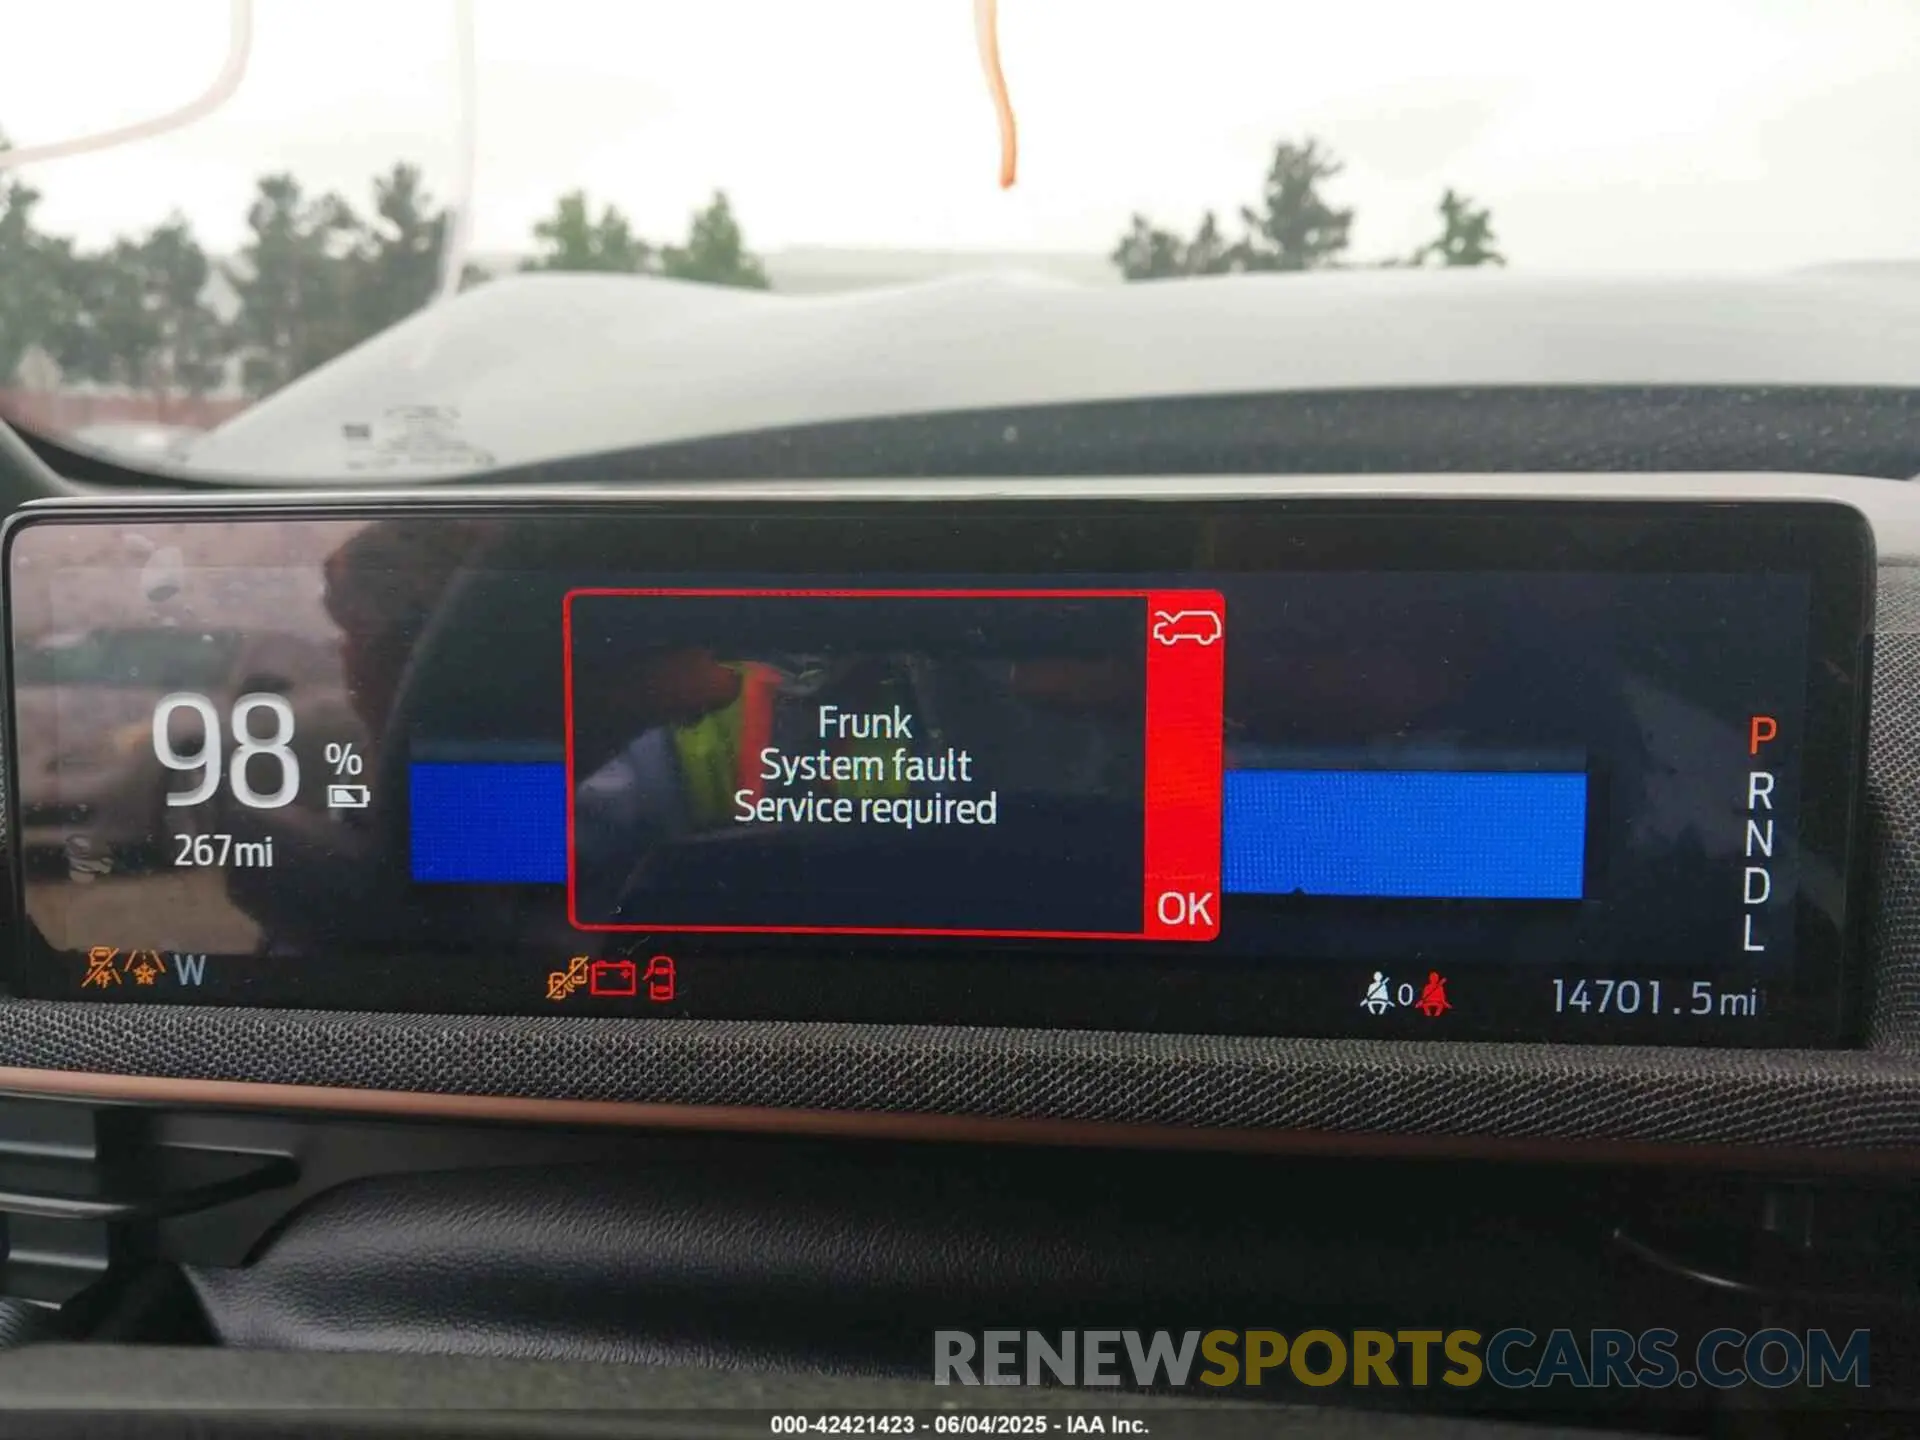 98 %
267mi
Frunk
System fault
Service required
OK
P
R
N
D
L
W
0
14701.5mi
RENEWSPORTSCARS.COM
000-42421423 - 06/04/2025 - IAA Inc.